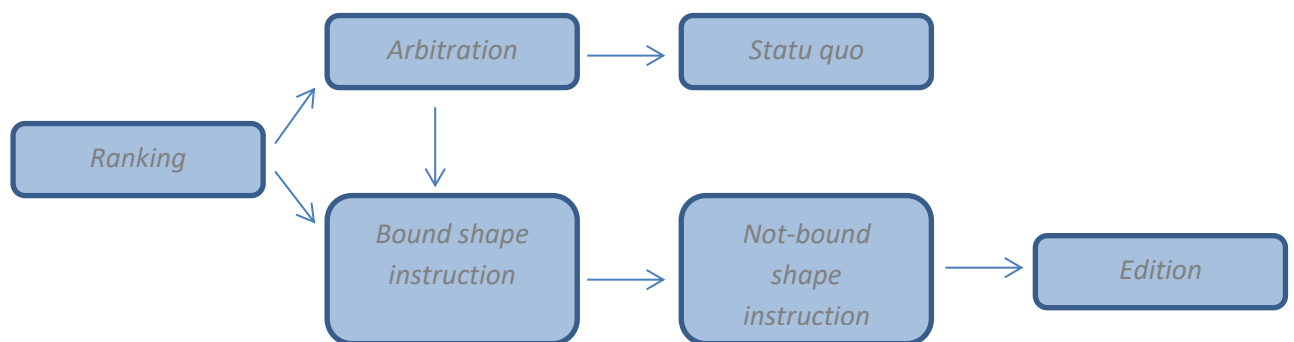 Arbitration
Statu quo
Ranking
Bound shape
instruction
Not-bound
shape
instruction
Edition